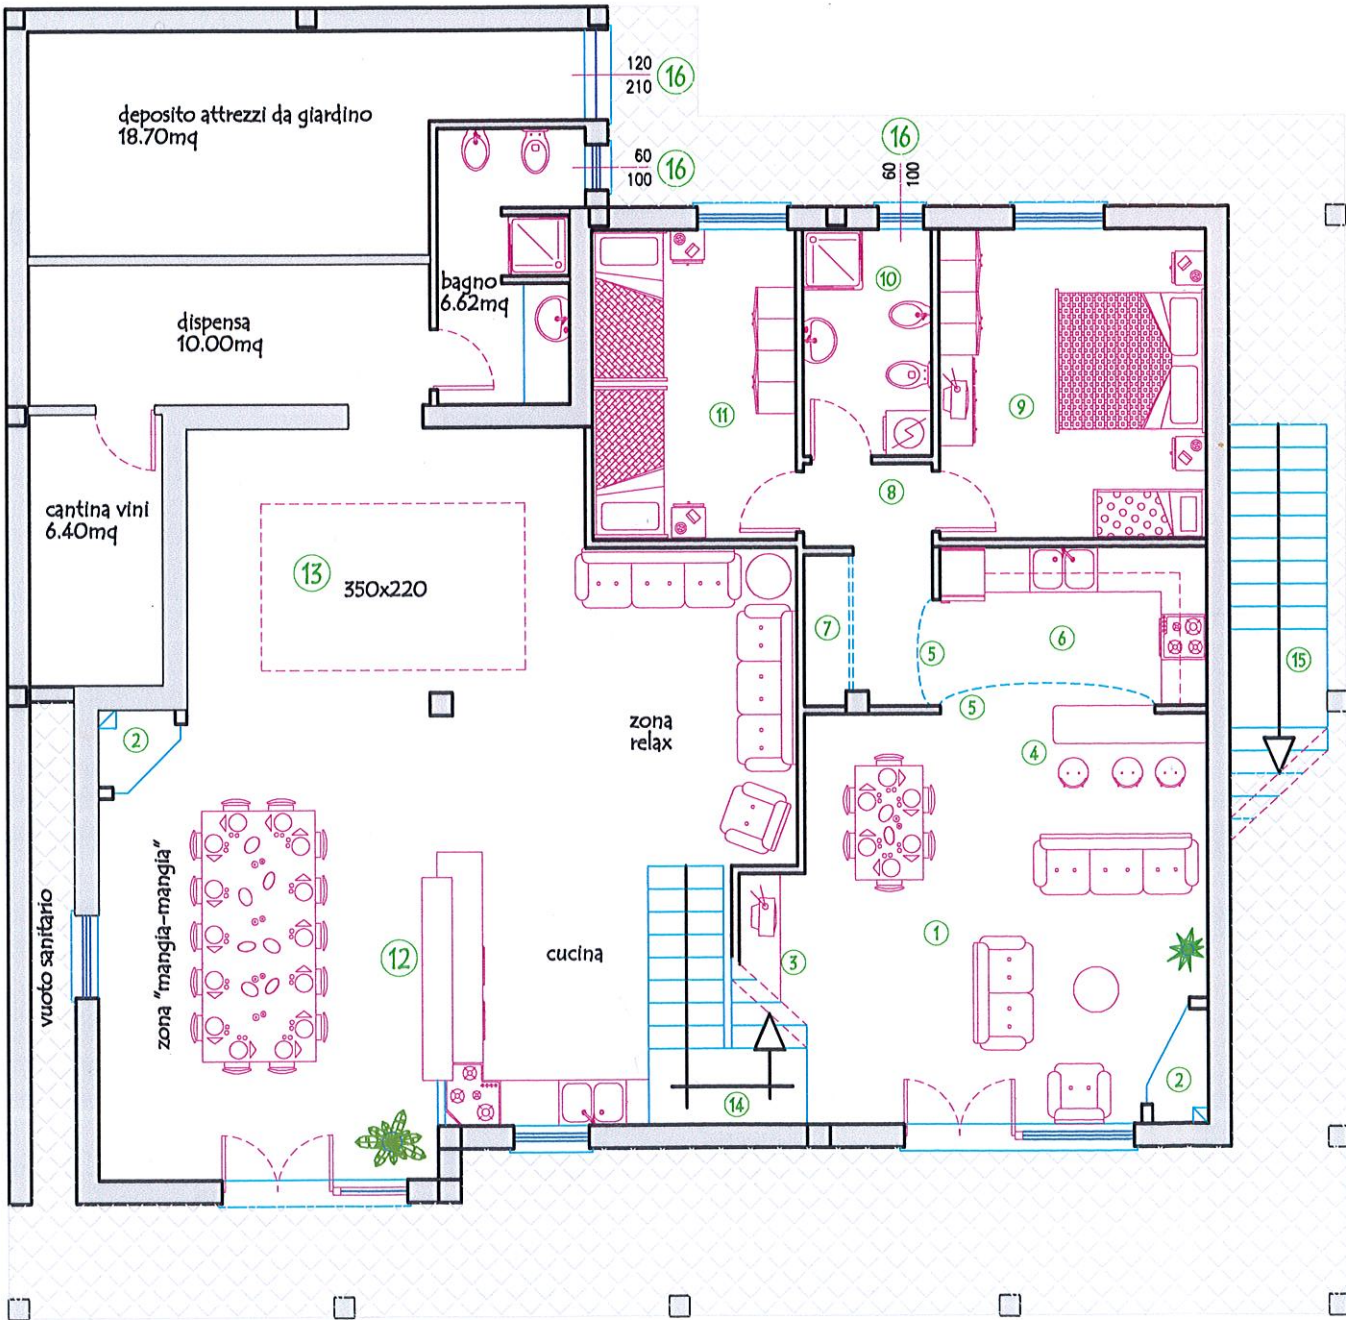 120
210
16
deposito attrezzi da giardino
18.70mq
60
100
16
16
60
100
bagno
6.62mq
10
dispensa
10.00mq
11
9
8
cantina vini
6.40mq
13
350x220
7
5
6
15
5
zona
relax
2
4
zona "mangia-mangia"
vuoto sanitario
12
cucina
1
3
14
2